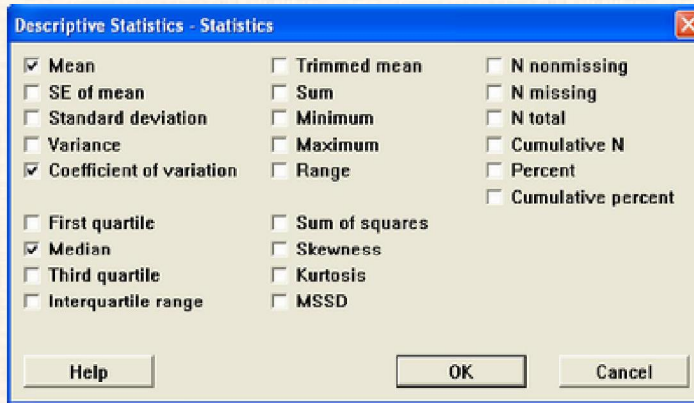 Descriptive Statistics - Statistics
Mean
SE of mean
Standard deviation
Variance
Coefficient of variation
First quartile
Median
Third quartile
Interquartile range
Trimmed mean
Sum
Minimum
Maximum
Range
Sum of squares
Skewness
Kurtosis
MSSD
N nonmissing
N missing
N total
Cumulative N
Percent
Cumulative percent
Help
OK
Cancel